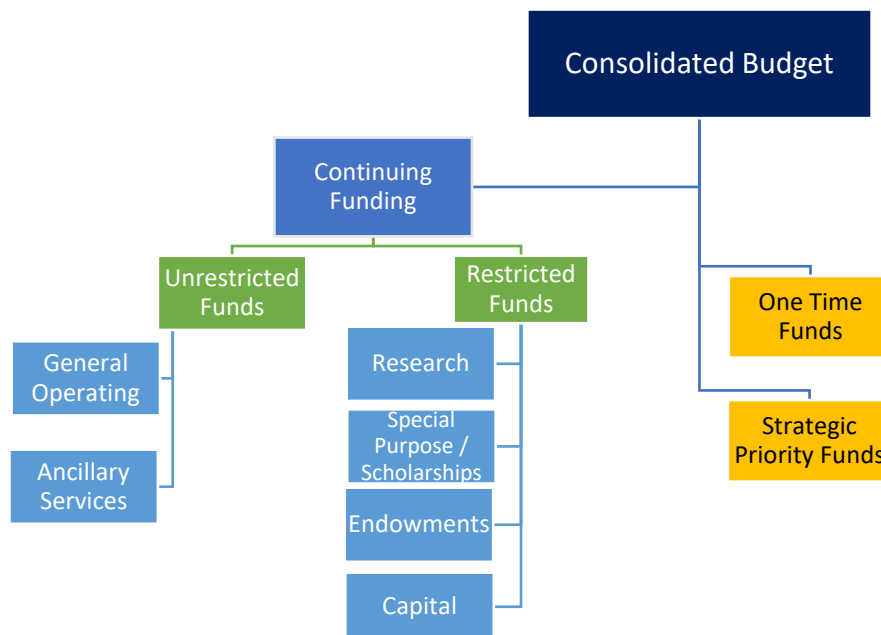 Consolidated Budget
Continuing
Funding
Unrestricted
Funds
Restricted
Funds
One Time
Funds
General
Operating
Research
Special
Purpose /
Scholarships
Strategic
Priority Funds
Ancillary
Services
Endowments
Capital